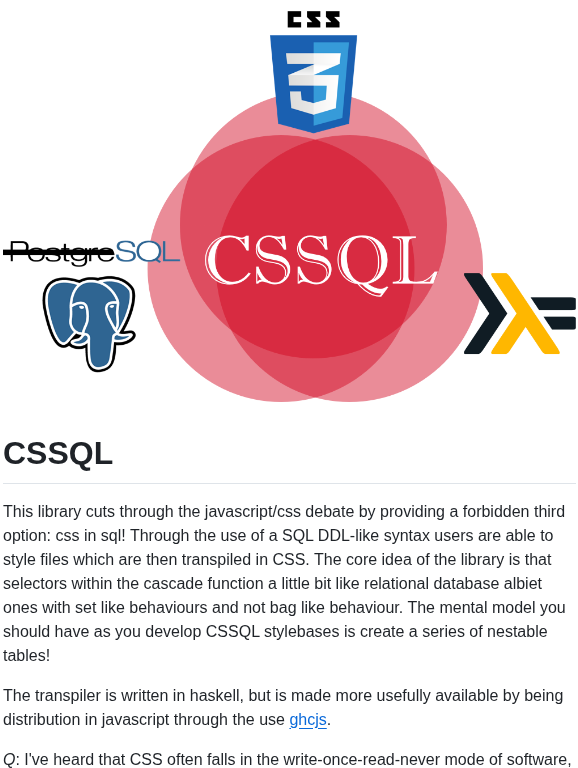 CSS
3
PostgreSQL
CSSQL
CSSQL
This library cuts through the javascript/css debate by providing a forbidden third
option: css in sql! Through the use of a SQL DDL-like syntax users are able to
style files which are then transpiled in CSS. The core idea of the library is that
selectors within the cascade function a little bit like relational database albiet
ones with set like behaviours and not bag like behaviour. The mental model you
should have as you develop CSSQL stylebases is create a series of nestable
tables!
The transpiler is written in haskell, but is made more usefully available by being
distribution in javascript through the use ghcjs.
Q: I've heard that CSS often falls in the write-once-read-never mode of software,